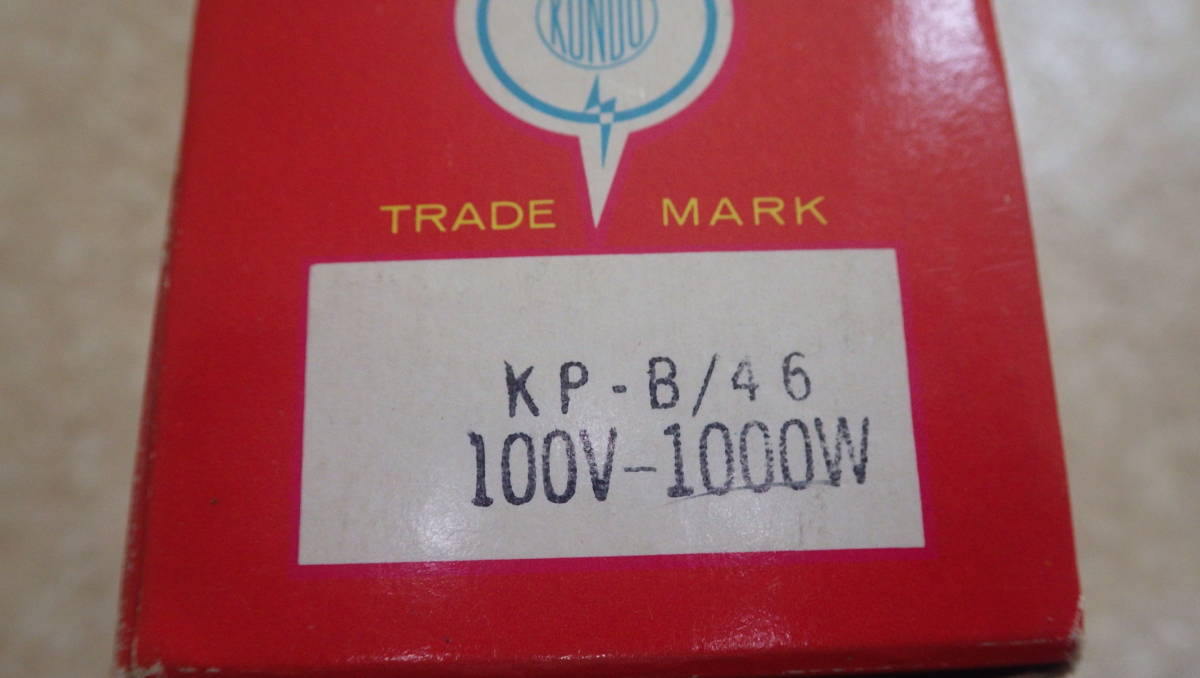 KONDO
TRADE MARK
KP-B/46
100V-1000W